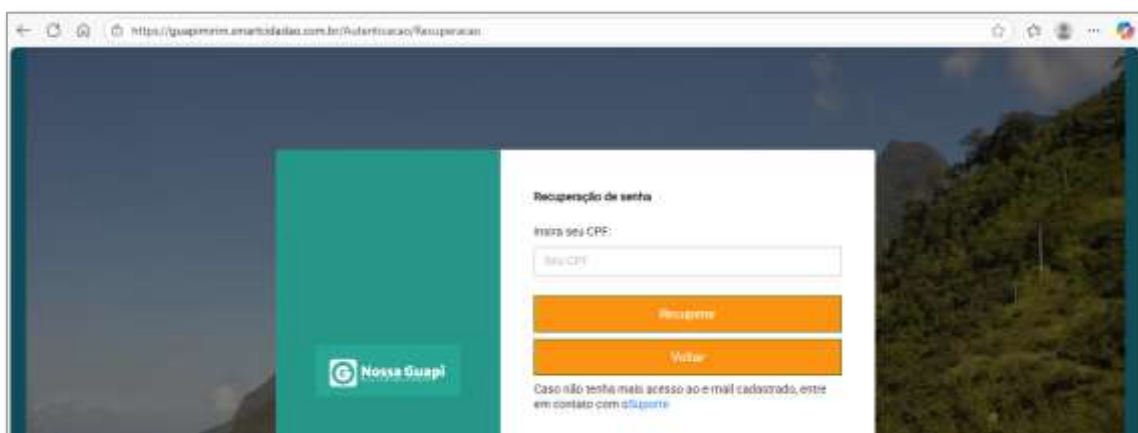 https://guapimirim.smartcidadao.com.br/Autenticacao/Recuperacao
Recuperação de senha
Insira seu CPF:
Seu CPF
Recuperar
Voltar
Nossa Guapi
Caso não tenha mais acesso ao e-mail cadastrado, entre
em contato com oSuporte